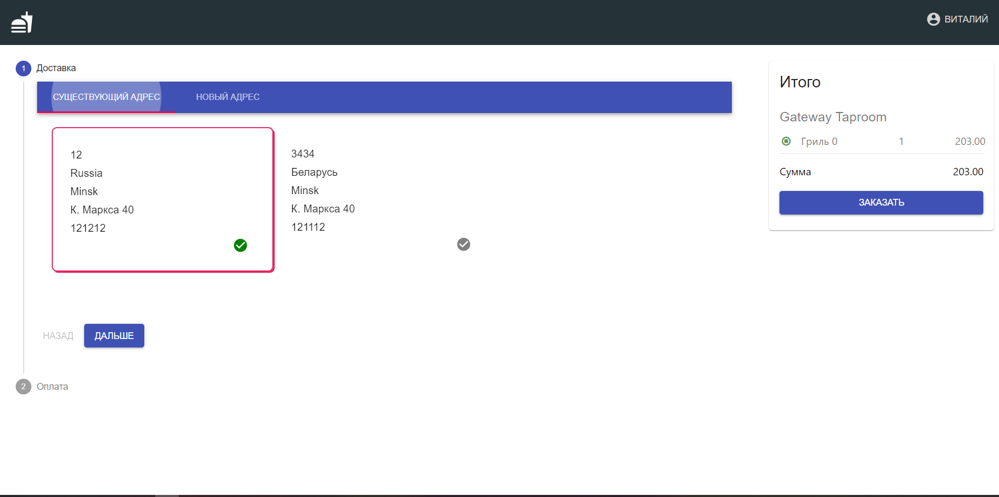 ВИТАЛИЙ
1 Доставка
СУЩЕСТВУЮЩИЙ АДРЕС НОВЫЙ АДРЕС
12
Russia
Minsk
К. Маркса 40
121212
3434
Беларусь
Minsk
К. Маркса 40
121112
НАЗАД ДАЛЬШЕ
2 Оплата
Итого
Gateway Taproom
Гриль 0 1 203.00
Сумма 203.00
ЗАКАЗАТЬ